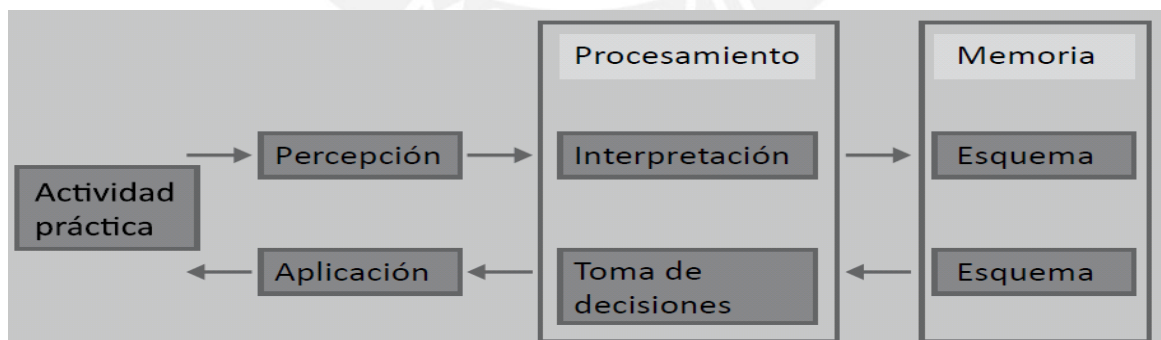 Procesamiento
Memoria
Percepción
Interpretación
Esquema
Actividad
práctica
Aplicación
Toma de
decisiones
Esquema